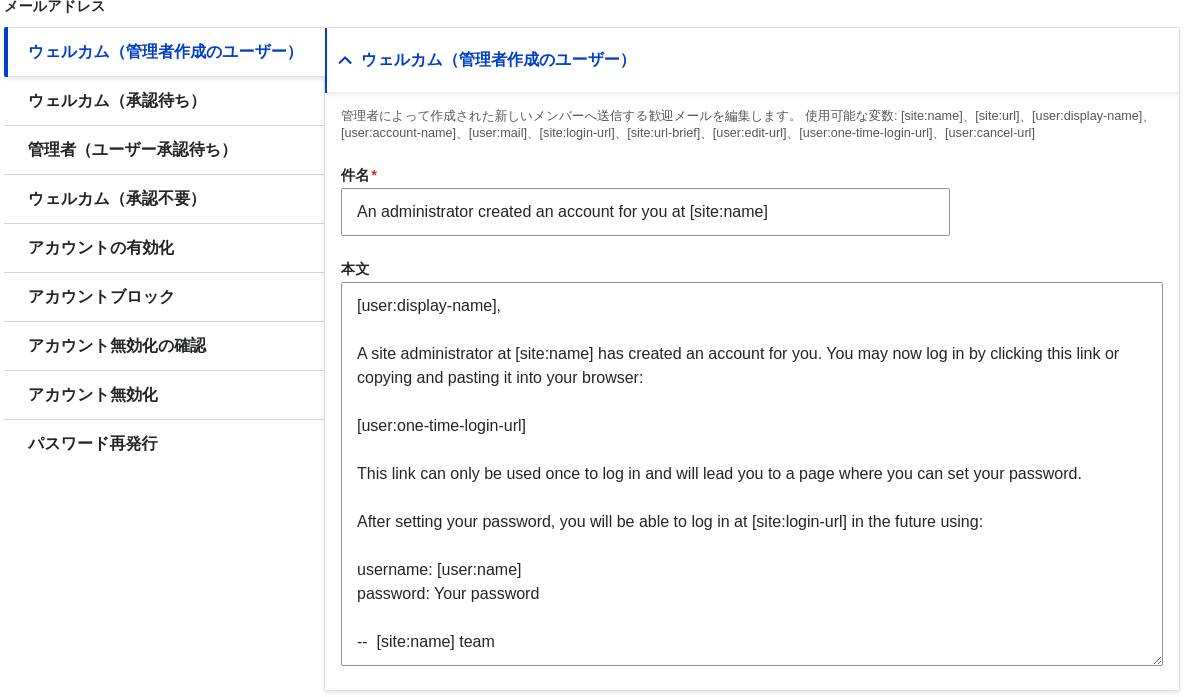 メールアドレス
ウェルカム（管理者作成のユーザー）
ウェルカム（承認待ち）
管理者（ユーザー承認待ち）
ウェルカム（承認不要）
アカウントの有効化
アカウントブロック
アカウント無効化の確認
アカウント無効化
パスワード再発行
ウェルカム（管理者作成のユーザー）
管理者によって作成された新しいメンバーへ送信する歓迎メールを編集します。 使用可能な変数: [site:name]、[site:url]、[user:display-name]、
[user:account-name]、[user:mail]、[site:login-url]、[site:url-brief]、[user:edit-url]、[user:one-time-login-url]、[user:cancel-url]
件名*
An administrator created an account for you at [site:name]
本文
[user:display-name],
A site administrator at [site:name] has created an account for you. You may now log in by clicking this link or
copying and pasting it into your browser:
[user:one-time-login-url]
This link can only be used once to log in and will lead you to a page where you can set your password.
After setting your password, you will be able to log in at [site:login-url] in the future using:
username: [user:name]
password: Your password
--  [site:name] team